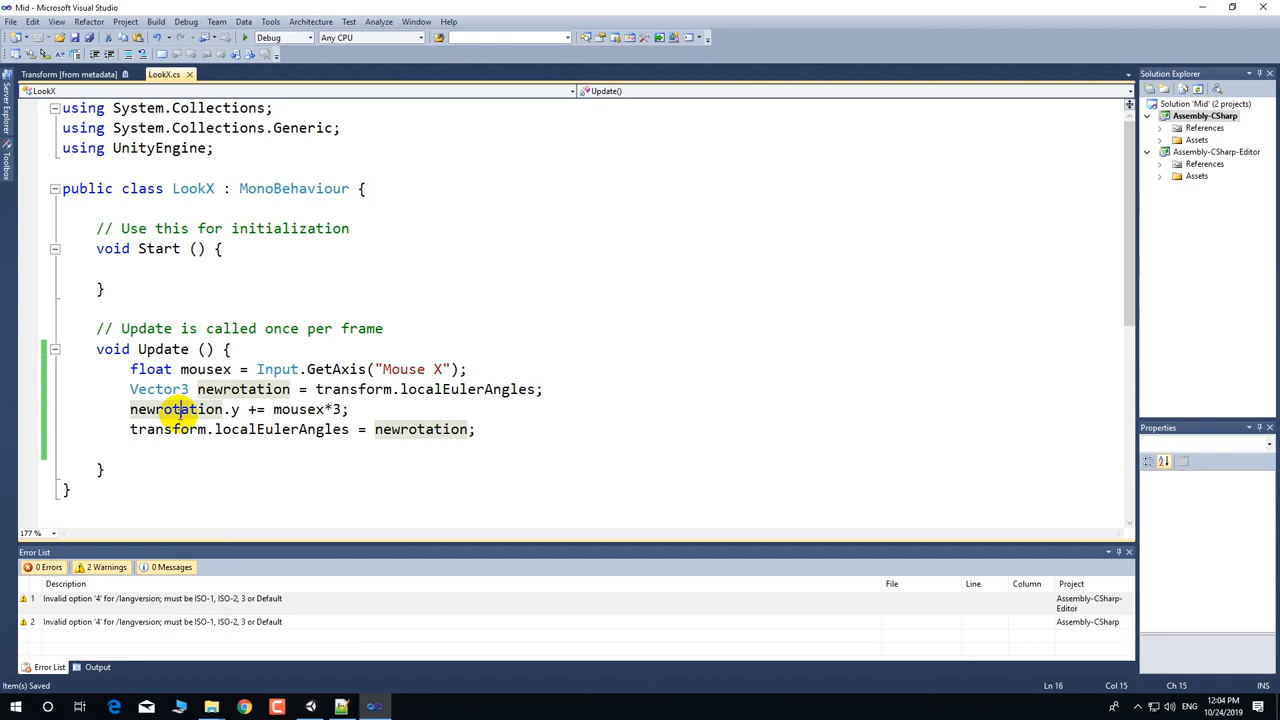 Mid - Microsoft Visual Studio
File Edit View Refactor Project Build Debug Team Data Tools Architecture Test Analyze Window Help
Debug Any CPU
Transform [from metadata] LookX.cs
LookX Update()
Server Explorer
Toolbox
using System.Collections;
using System.Collections.Generic;
using UnityEngine;
public class LookX : MonoBehaviour {
// Use this for initialization
void Start () {
}
// Update is called once per frame
void Update () {
float mousex = Input.GetAxis("Mouse X");
Vector3 newrotation = transform.localEulerAngles;
newrotation.y += mousex*3;
transform.localEulerAngles = newrotation;
}
}
177 %
Solution Explorer
Solution 'Mid' (2 projects)
Assembly-CSharp
References
Assets
Assembly-CSharp-Editor
References
Assets
Properties
Error List
0 Errors 2 Warnings 0 Messages
Description File Line Column Project
1 Invalid option '4' for /langversion; must be ISO-1, ISO-2, 3 or Default Assembly-CSharp-Editor
2 Invalid option '4' for /langversion; must be ISO-1, ISO-2, 3 or Default Assembly-CSharp
Error List Output
Item(s) Saved Ln 16 Col 15 Ch 15 INS
ENG 12:04 PM
10/24/2019